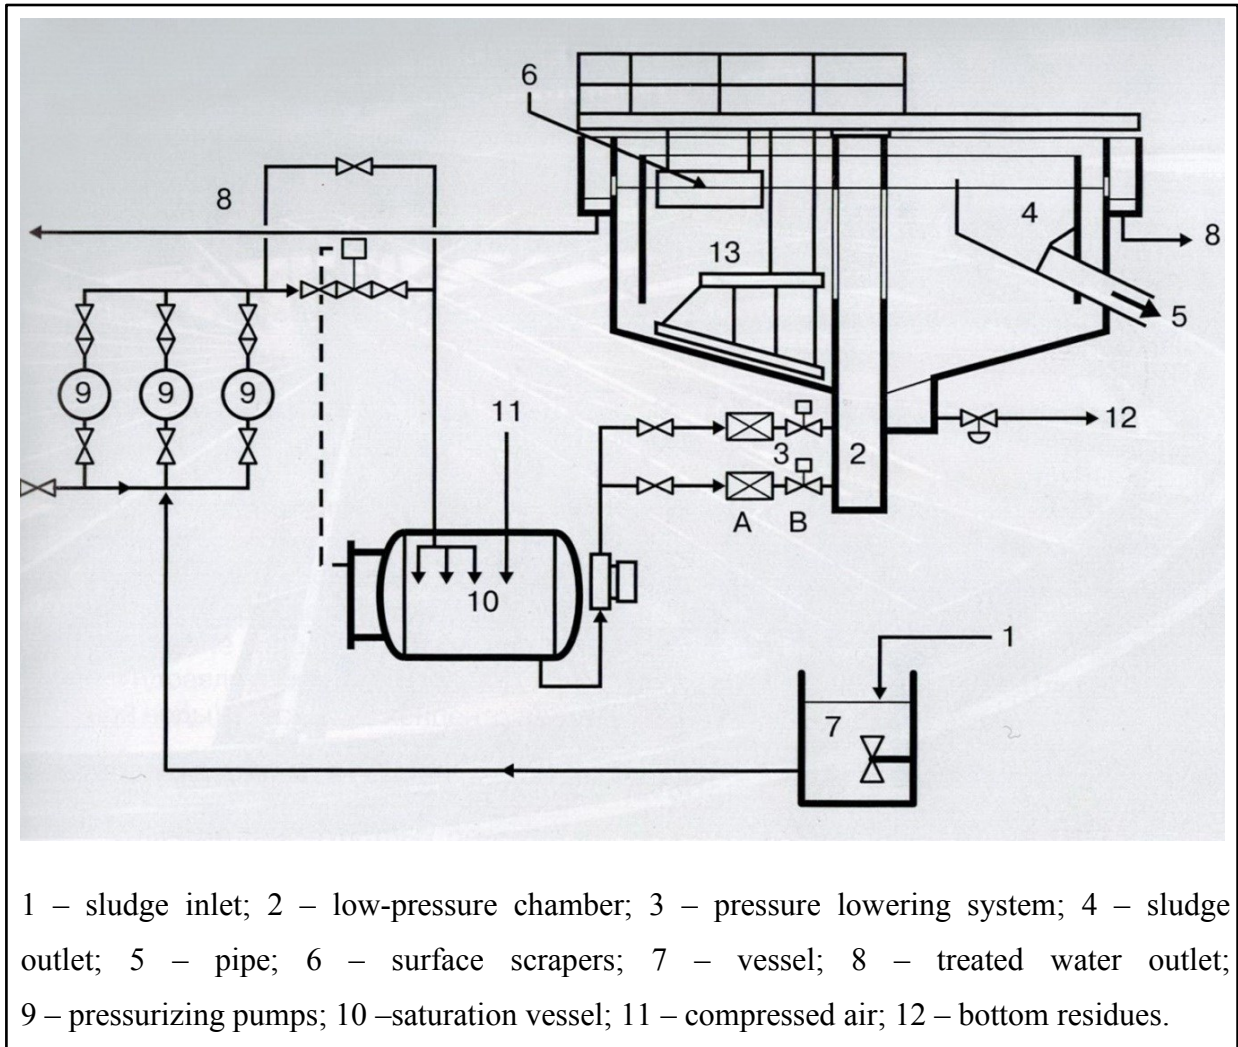 6
8
4
13
8
5
9 9 9
11
12
3
2
A B
10
1
7
1 – sludge inlet; 2 – low-pressure chamber; 3 – pressure lowering system; 4 – sludge
outlet; 5 – pipe; 6 – surface scrapers; 7 – vessel; 8 – treated water outlet;
9 – pressurizing pumps; 10 –saturation vessel; 11 – compressed air; 12 – bottom residues.